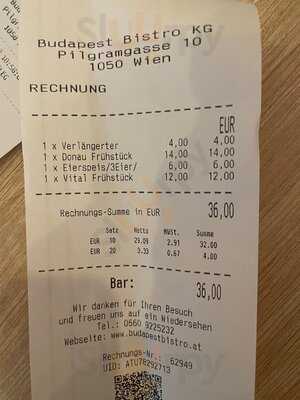 Budapest Bistro KG
Pilgramgasse 10
1050 Wien
RECHNUNG
EUR
1 x Verlängerter 4,00 4,00
1 x Donau Frühstück 14,00 14,00
1 x Eierspeis/3Eier/ 6,00 6,00
1 x Vital Frühstück 12,00 12,00
Rechnungs-Summe in EUR 36,00
Satz Netto MWSt. Summe
EUR 10 29.09 2.91 32.00
EUR 20 3.33 0.67 4.00
Bar: 36,00
Wir danken für Ihren Besuch
und freuen uns auf ein Wiedersehen
Tel.: 0660 9225232
Webseite: www.budapestbistro.at
Rechnungs-Nr.: 62949
UID: ATU78292713